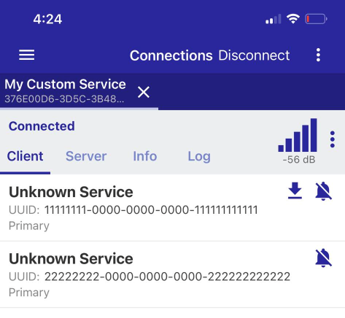 4:24
Connections Disconnect
My Custom Service
376E00D6-3D5C-3B48...
Connected
-56 dB
Client Server Info Log
Unknown Service
UUID: 11111111-0000-0000-0000-111111111111
Primary
Unknown Service
UUID: 22222222-0000-0000-0000-222222222222
Primary